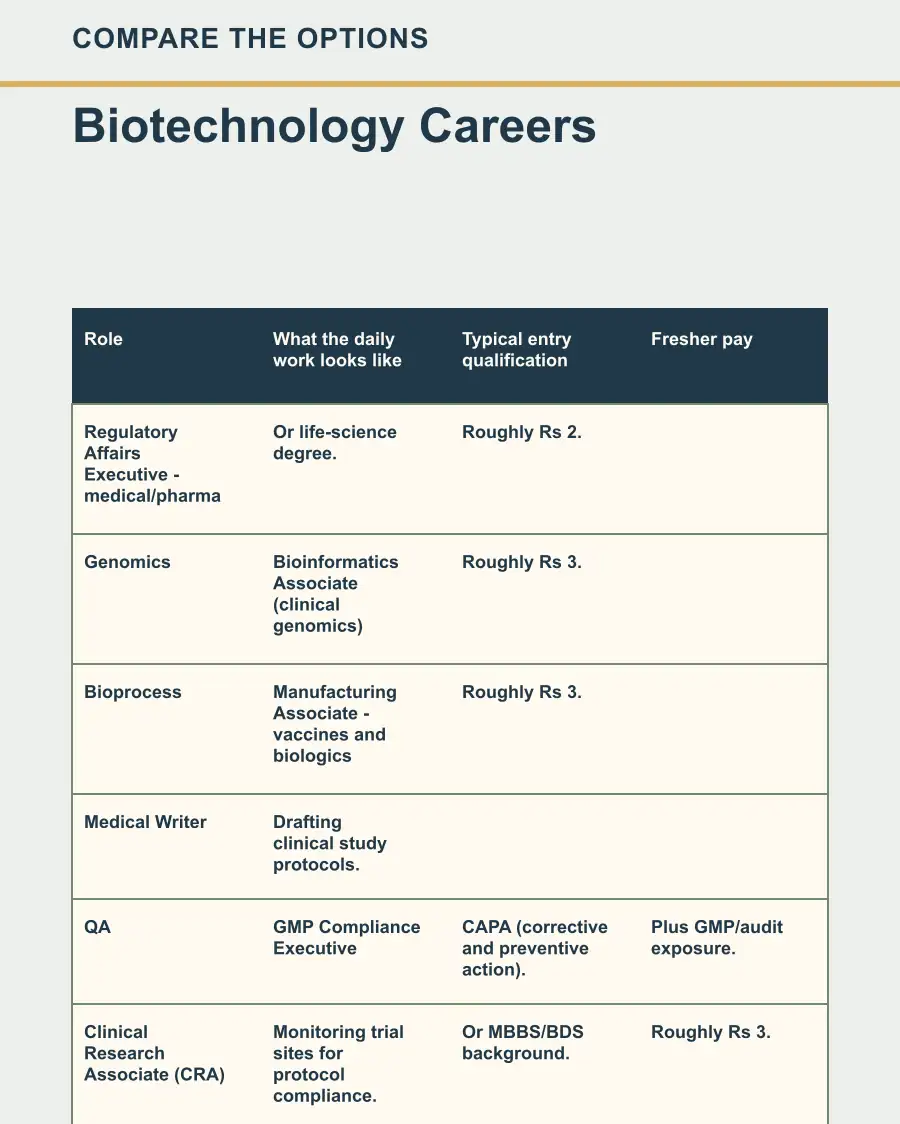 COMPARE THE OPTIONS
Biotechnology Careers
Role
What the daily
work looks like
Typical entry
qualification
Fresher pay
Regulatory
Affairs
Executive -
medical/pharma
Or life-science
degree.
Roughly Rs 2.
Genomics
Bioinformatics
Associate
(clinical
genomics)
Roughly Rs 3.
Bioprocess
Manufacturing
Associate -
vaccines and
biologics
Roughly Rs 3.
Medical Writer
Drafting
clinical study
protocols.
QA
GMP Compliance
Executive
CAPA (corrective
and preventive
action).
Plus GMP/audit
exposure.
Clinical
Research
Associate (CRA)
Monitoring trial
sites for
protocol
compliance.
Or MBBS/BDS
background.
Roughly Rs 3.